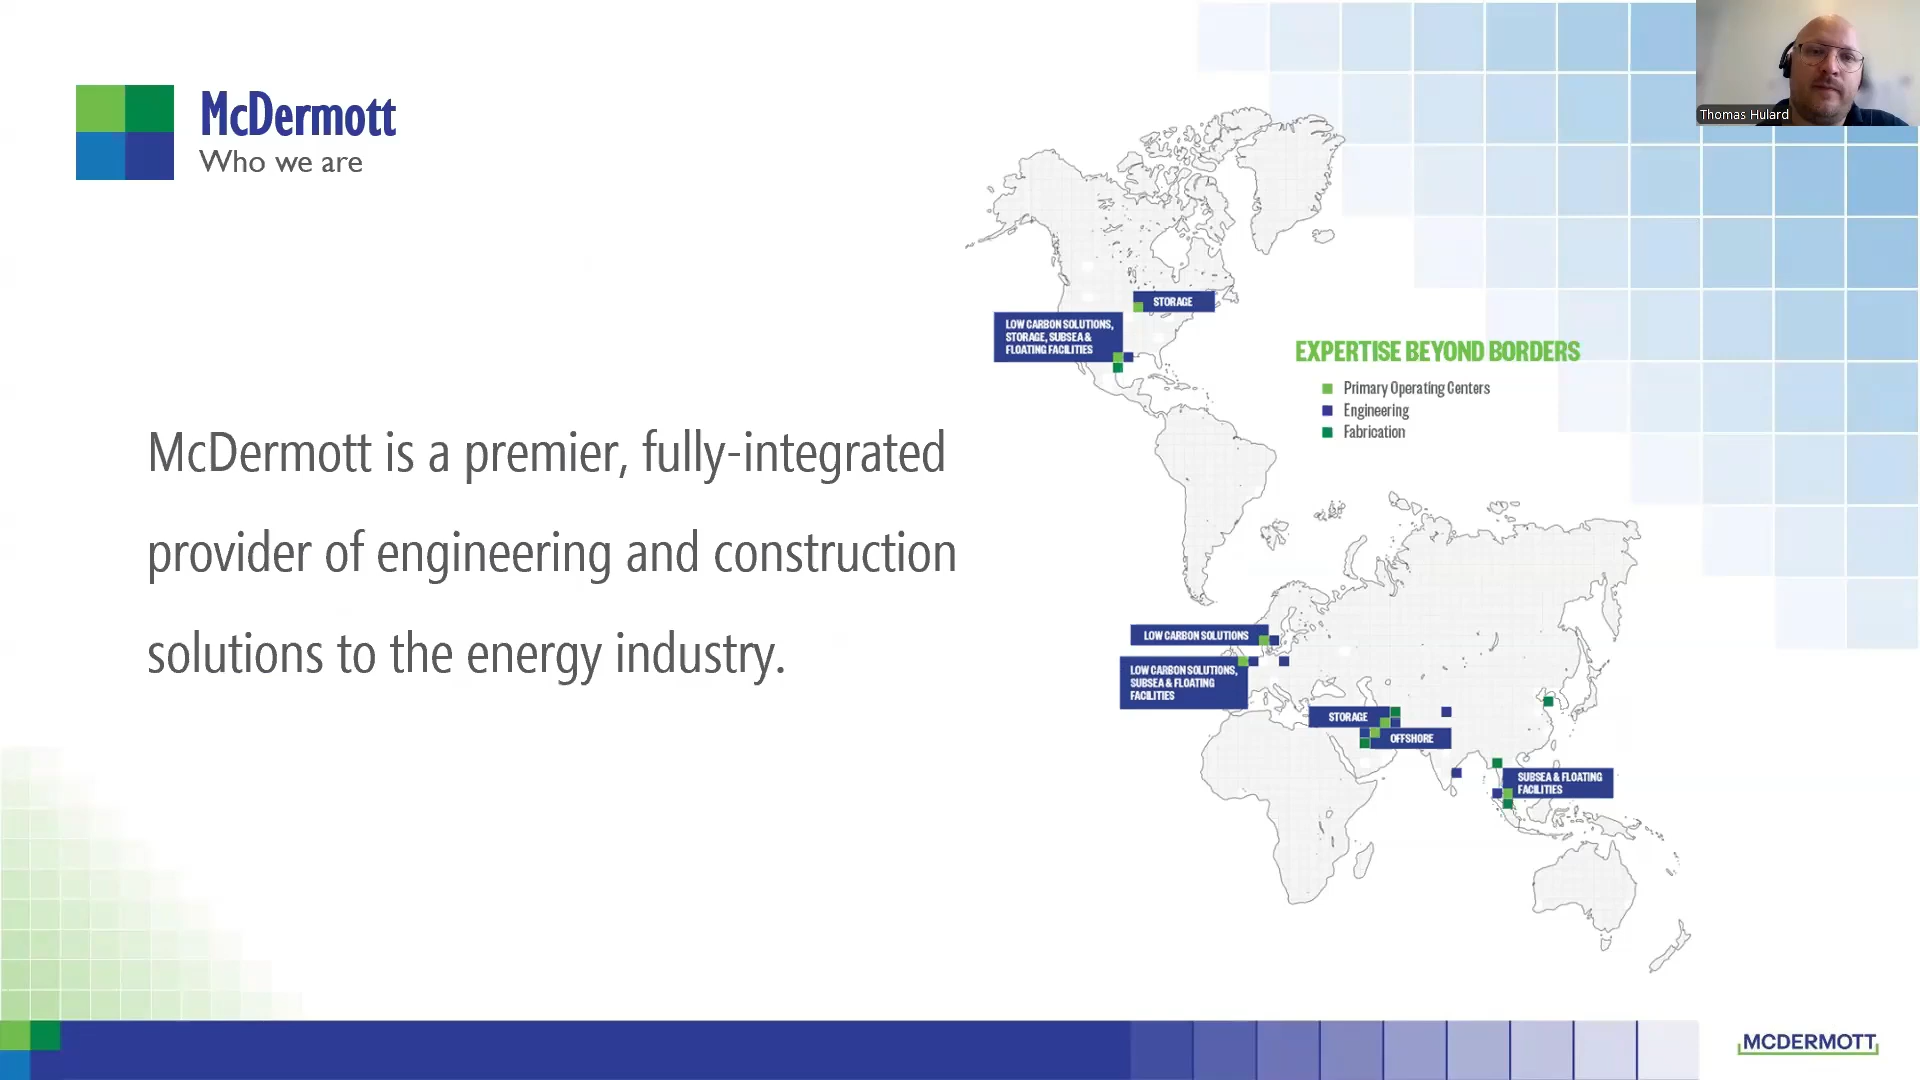 McDermott
Who we are
Thomas Hulard
McDermott is a premier, fully-integrated
provider of engineering and construction
solutions to the energy industry.
STORAGE
LOW CARBON SOLUTIONS,
STORAGE, SUBSEA &
FLOATING FACILITIES
EXPERTISE BEYOND BORDERS
Primary Operating Centers
Engineering
Fabrication
LOW CARBON SOLUTIONS
LOW CARBON SOLUTIONS,
SUBSEA & FLOATING
FACILITIES
STORAGE
OFFSHORE
SUBSEA & FLOATING
FACILITIES
MCDERMOTT